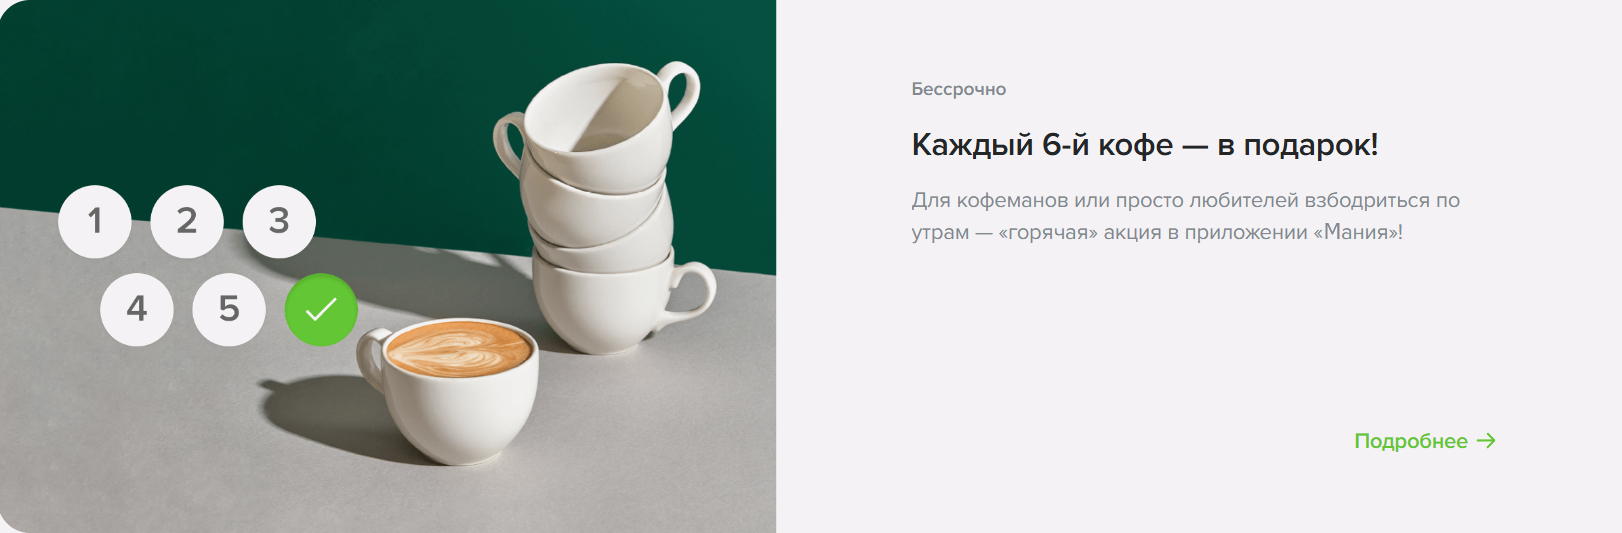 1 2 3
4 5
Бессрочно
Каждый 6-й кофе — в подарок!
Для кофеманов или просто любителей взбодриться по
утрам — «горячая» акция в приложении «Мания»!
Подробнее →